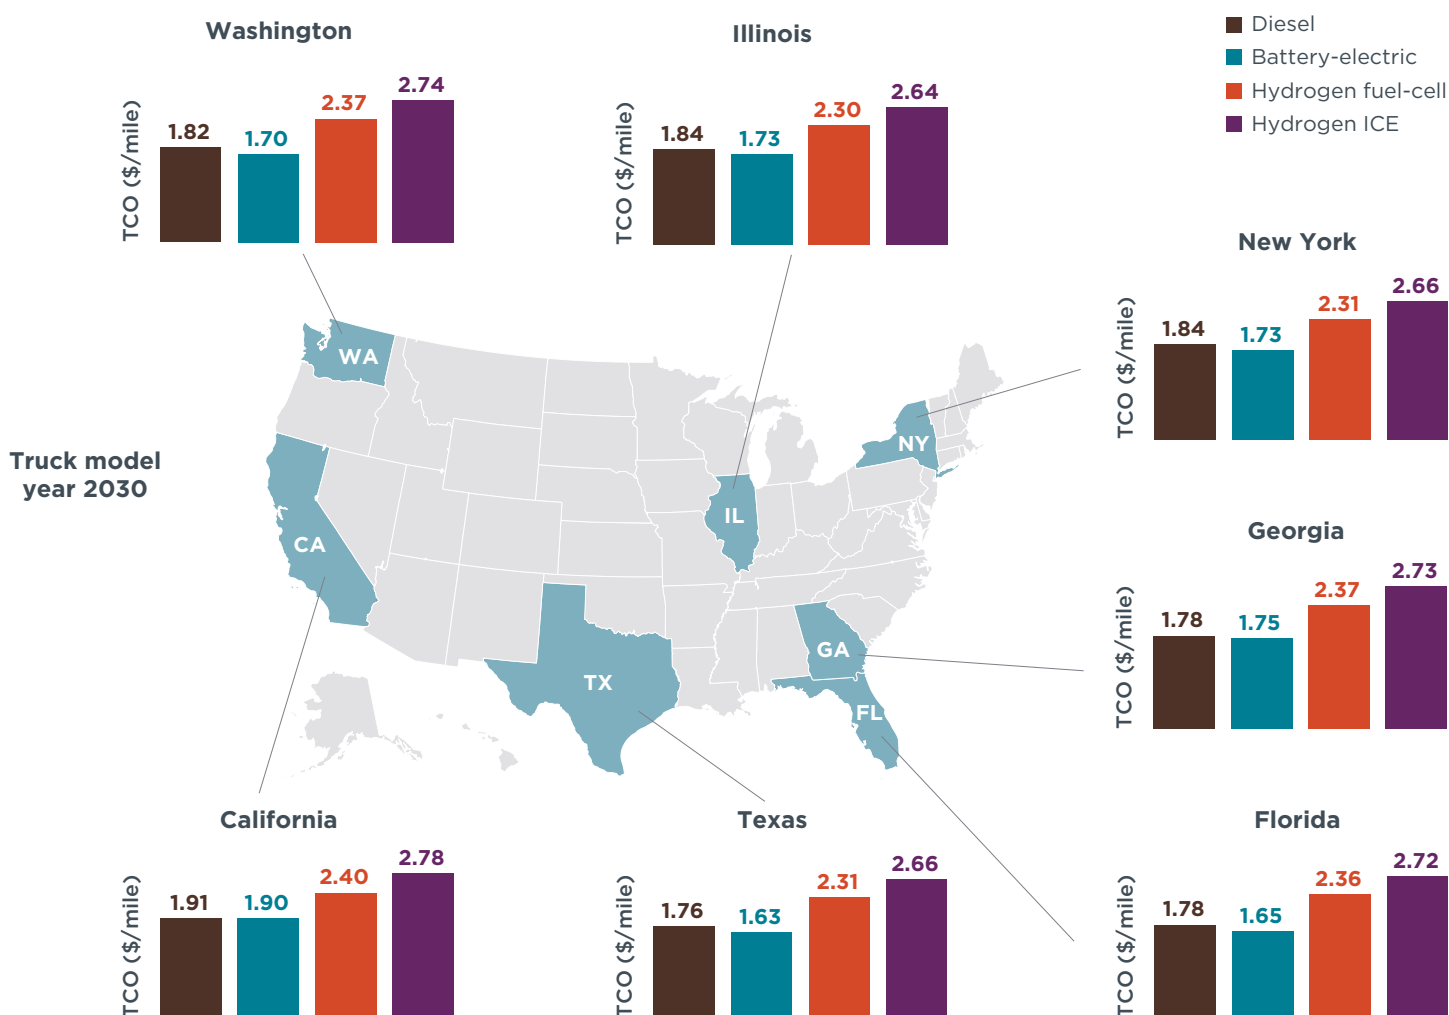 Washington
TCO ($/mile)
1.82
1.70
2.37
2.74
Illinois
TCO ($/mile)
1.84
1.73
2.30
2.64
Diesel
Battery-electric
Hydrogen fuel-cell
Hydrogen ICE
New York
TCO ($/mile)
1.84
1.73
2.31
2.66
Truck model
year 2030
WA
CA
TX
IL
NY
GA
FL
Georgia
TCO ($/mile)
1.78
1.75
2.37
2.73
California
TCO ($/mile)
1.91
1.90
2.40
2.78
Texas
TCO ($/mile)
1.76
1.63
2.31
2.66
Florida
TCO ($/mile)
1.78
1.65
2.36
2.72